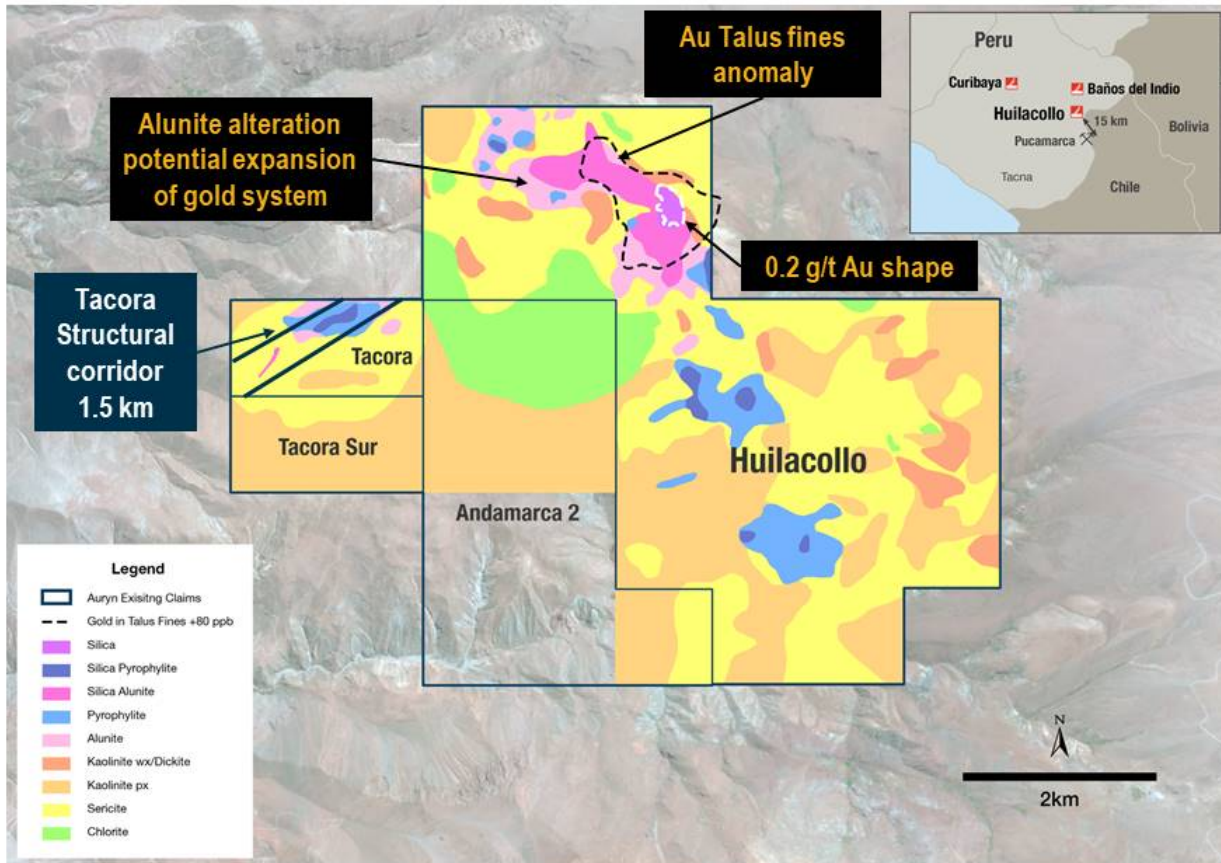 Au Talus fines
anomaly
Alunite alteration
potential expansion
of gold system
0.2 g/t Au shape
Tacora
Structural
corridor
1.5 km
Peru
Curibaya
Baños del Indio
Huilacollo
15 km
Pucamarca
Bolivia
Tacna
Chile
Tacora
Tacora Sur
Huilacollo
Andamarca 2
Legend
Auryn Exisitng Claims
Gold in Talus Fines +80 ppb
Silica
Silica Pyrophylite
Silica Alunite
Pyrophylite
Alunite
Kaolinite wx/Dickite
Kaolinite px
Sericite
Chlorite
N
2km